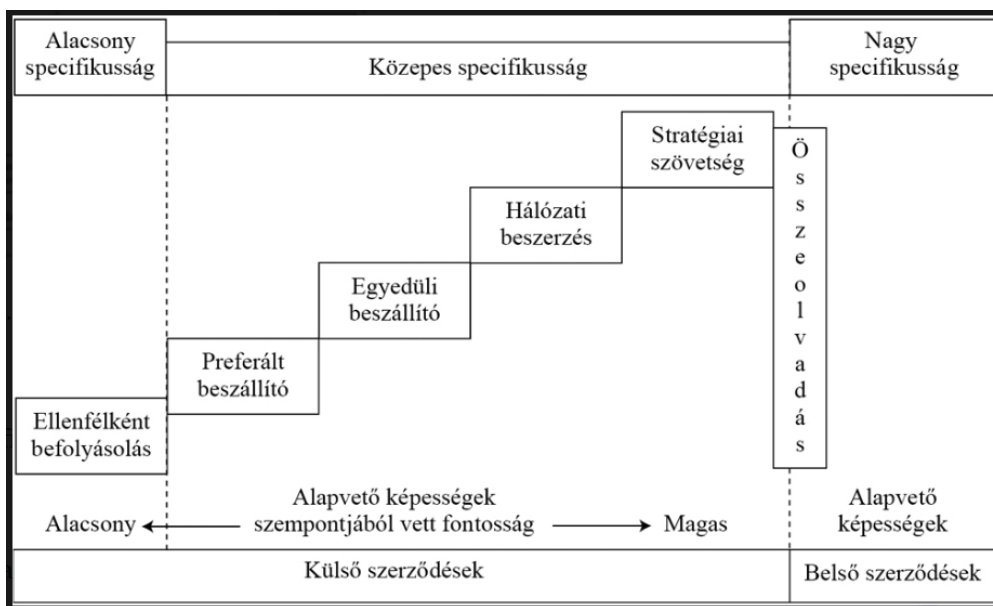 Alacsony
specifikusság
Közepes specifikusság
Nagy
specifikusság
Stratégiai
szövetség
Hálózati
beszerzés
Egyedüli
beszállító
Preferált
beszállító
Ellenfélként
befolyásolás
Összeolvadás
Alacsony
Alapvető képességek
szempontjából vett fontosság
Magas
Alapvető
képességek
Külső szerződések
Belső szerződések